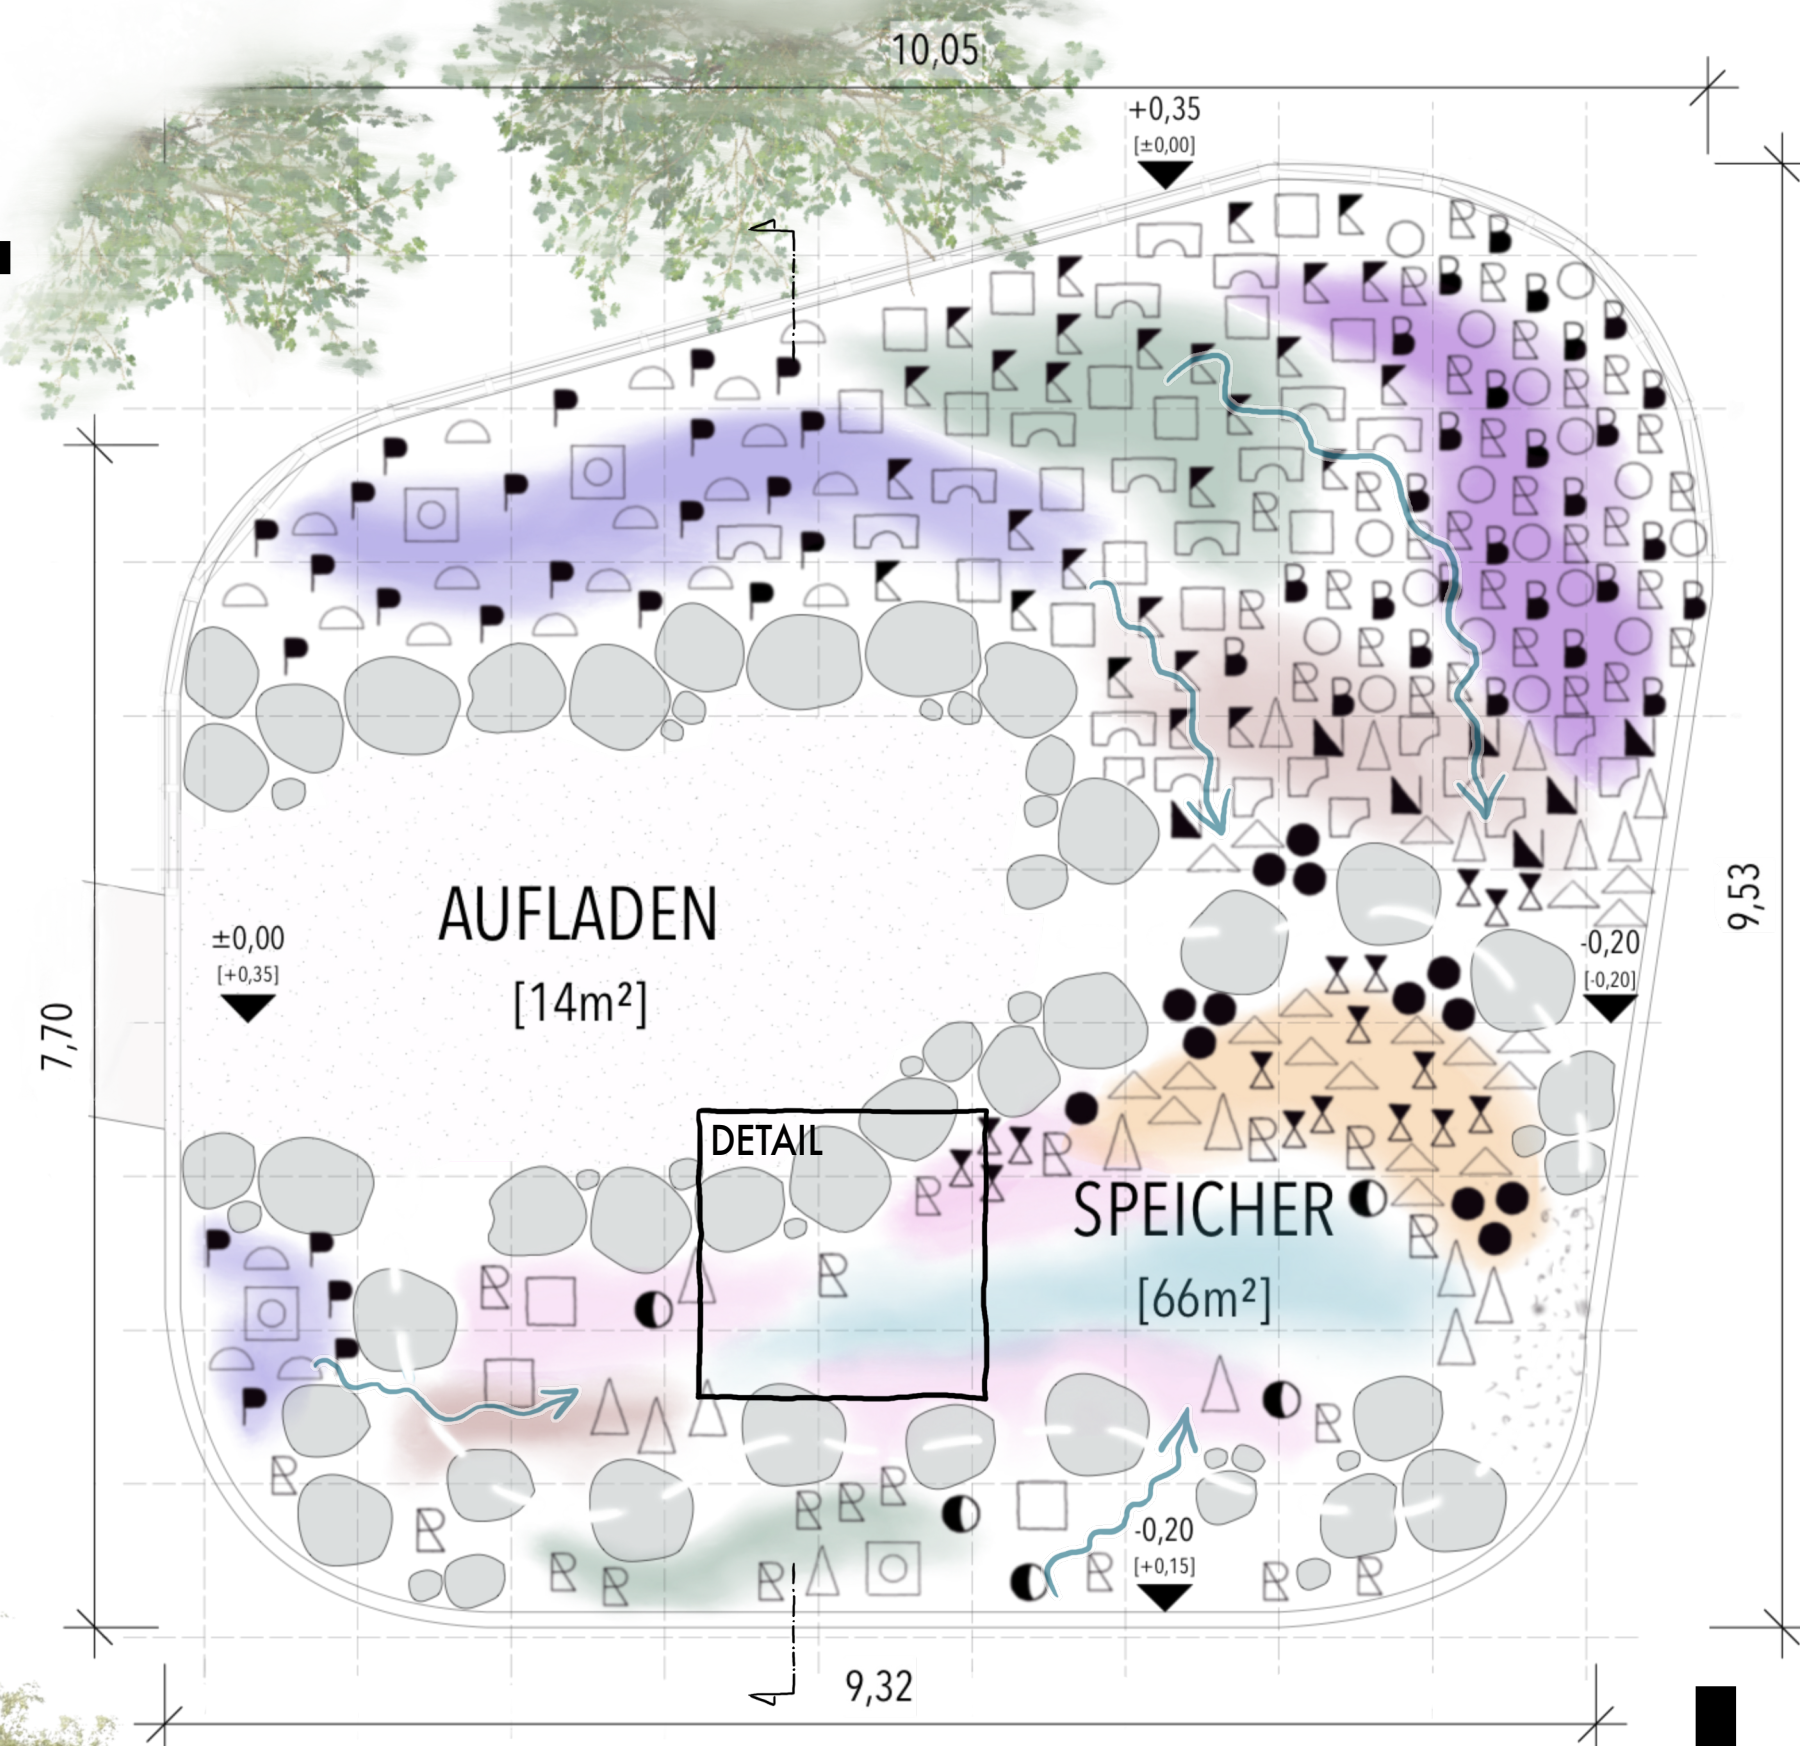 10,05
+0,35
[±0,00]
AUFLADEN
[14m²]
±0,00
[+0,35]
7,70
9,53
-0,20
[-0,20]
DETAIL
SPEICHER
[66m²]
-0,20
[+0,15]
9,32